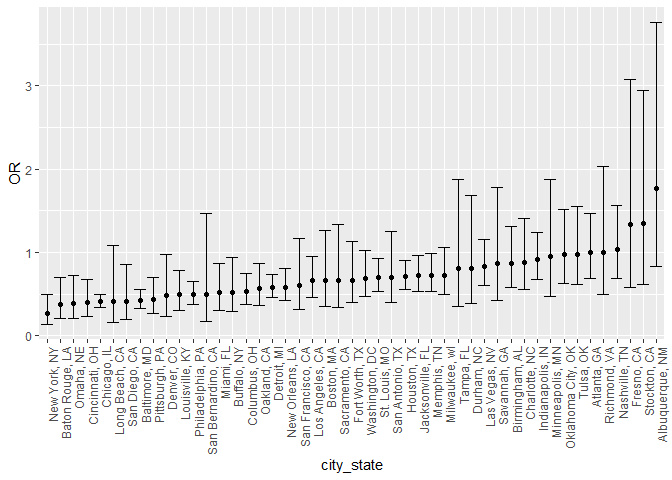 OR
3
2
1
0
New York, NY
Baton Rouge, LA
Omaha, NE
Cincinnati, OH
Chicago, IL
Long Beach, CA
San Diego, CA
Baltimore, MD
Pittsburgh, PA
Denver, CO
Louisville, KY
Philadelphia, PA
San Bernardino, CA
Miami, FL
Buffalo, NY
Columbus, OH
Oakland, CA
Detroit, MI
New Orleans, LA
San Francisco, CA
Los Angeles, CA
Boston, MA
Sacramento, CA
Fort Worth, TX
Washington, DC
St. Louis, MO
San Antonio, TX
Houston, TX
Jacksonville, FL
Memphis, TN
Milwaukee, wI
Tampa, FL
Durham, NC
Las Vegas, NV
Savannah, GA
Birmingham, AL
Charlotte, NC
Indianapolis, IN
Minneapolis, MN
Oklahoma City, OK
Tulsa, OK
Atlanta, GA
Richmond, VA
Nashville, TN
Fresno, CA
Stockton, CA
Albuquerque, NM
city_state